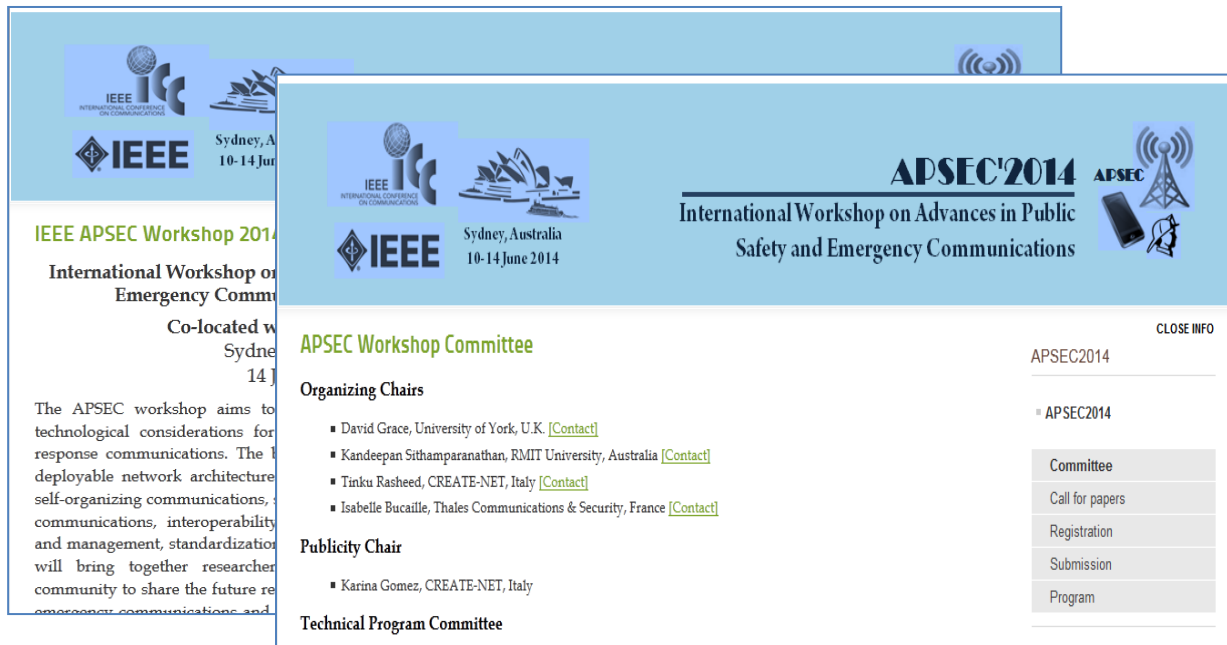 IEEE
ICC
INTERNATIONAL CONFERENCE
ON COMMUNICATIONS
IEEE
Sydney, A
10-14 Jun
IEEE APSEC Workshop 2014
International Workshop on
Emergency Commu
Co-located w
Sydne
14 J
The APSEC workshop aims to
technological considerations for
response communications. The b
deployable network architecture
self-organizing communications, s
communications, interoperability
and management, standardization
will bring together researcher
community to share the future re
emergency communications and
IEEE
ICC
INTERNATIONAL CONFERENCE
ON COMMUNICATIONS
IEEE
Sydney, Australia
10-14 June 2014
APSEC'2014
International Workshop on Advances in Public
Safety and Emergency Communications
APSEC
CLOSE INFO
APSEC Workshop Committee
Organizing Chairs
David Grace, University of York, U.K. [Contact]
Kandeepan Sithamparanathan, RMIT University, Australia [Contact]
Tinku Rasheed, CREATE-NET, Italy [Contact]
Isabelle Bucaille, Thales Communications & Security, France [Contact]
Publicity Chair
Karina Gomez, CREATE-NET, Italy
Technical Program Committee
APSEC2014
APSEC2014
Committee
Call for papers
Registration
Submission
Program